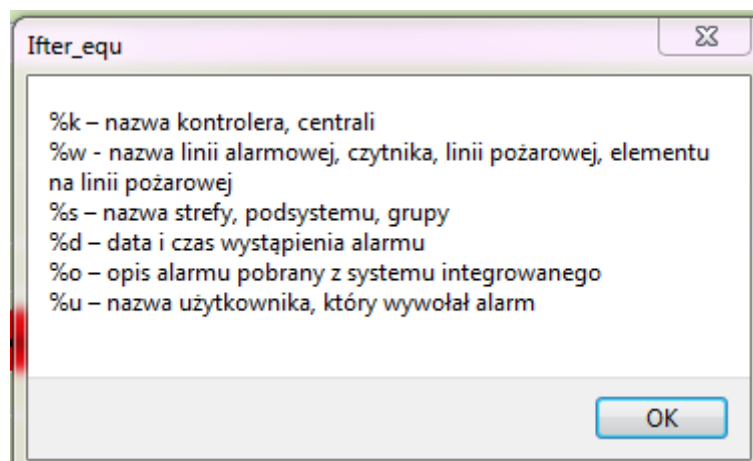 Ifter_equ
%k – nazwa kontrolera, centrali
%w - nazwa linii alarmowej, czytnika, linii pożarowej, elementu
na linii pożarowej
%s – nazwa strefy, podsystemu, grupy
%d – data i czas wystąpienia alarmu
%o – opis alarmu pobrany z systemu integrowanego
%u – nazwa użytkownika, który wywołał alarm
OK